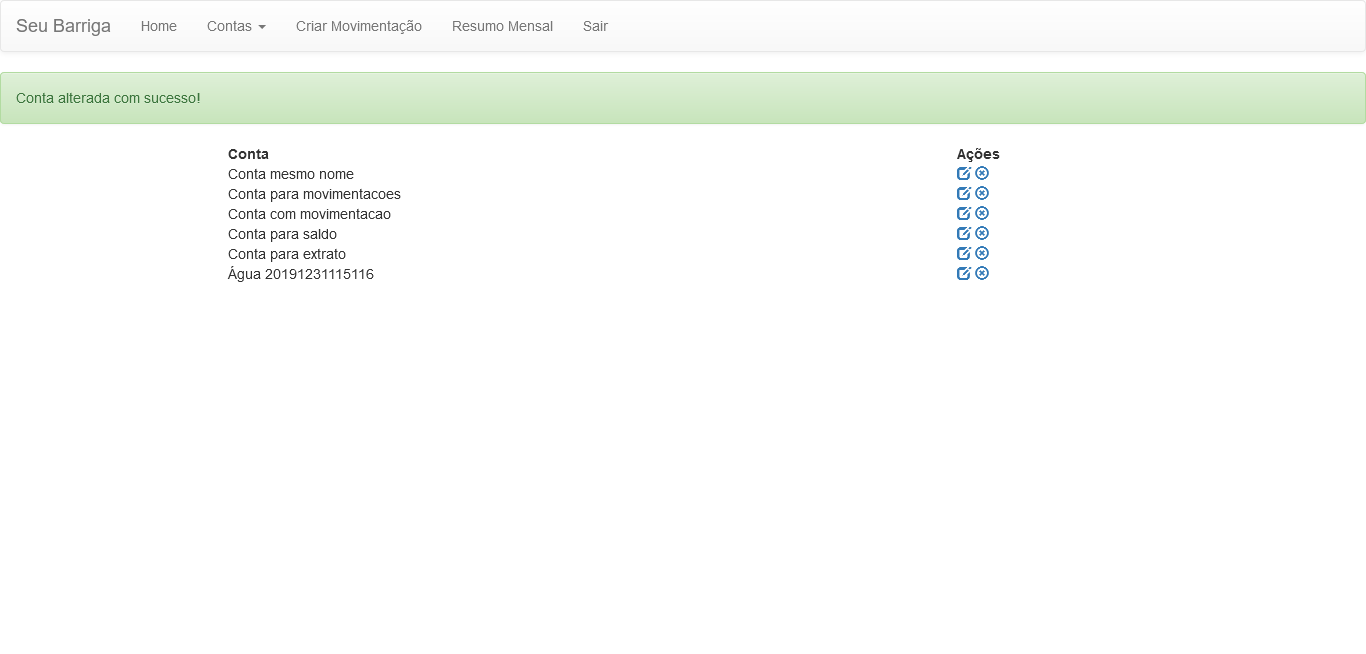 Seu Barriga Home Contas Criar Movimentação Resumo Mensal Sair
Conta alterada com sucesso!
Conta Ações
Conta mesmo nome
Conta para movimentacoes
Conta com movimentacao
Conta para saldo
Conta para extrato
Água 20191231115116